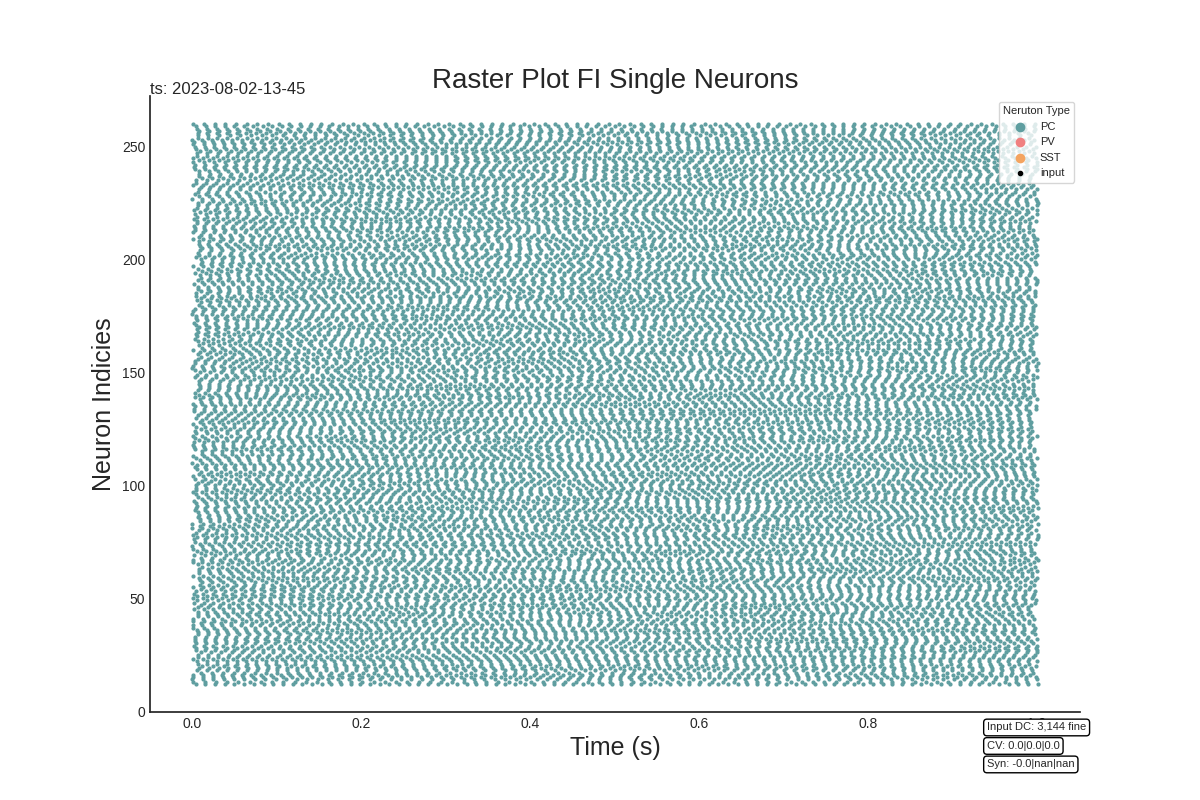 Raster Plot FI Single Neurons
ts: 2023-08-02-13-45
Neruton Type
PC
PV
SST
input
Neuron Indicies
250
200
150
100
50
0
0.0 0.2 0.4 0.6 0.8
Time (s)
Input DC: 3,144 fine
CV: 0.0|0.0|0.0
Syn: -0.0|nan|nan